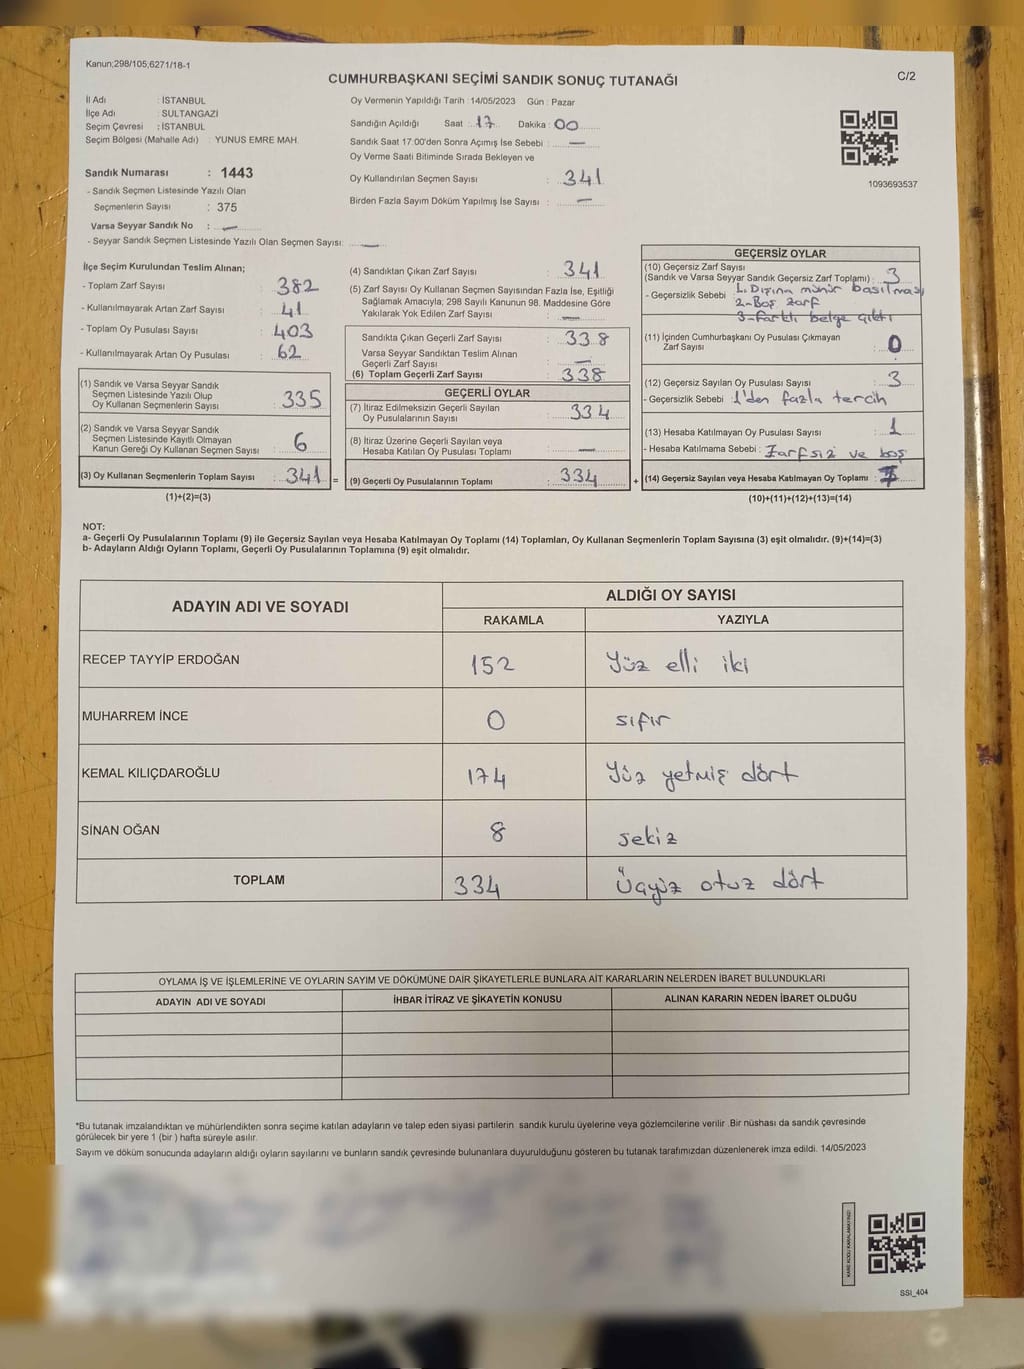 Kanun;298/105,6271/18-1
CUMHURBAŞKANI SEÇİMİ SANDIK SONUÇ TUTANAĞI
C/2
İl Adı : İSTANBUL
İlçe Adı : SULTANGAZİ
Seçim Çevresi : İSTANBUL
Seçim Bölgesi (Mahalle Adı) : YUNUS EMRE MAH.
Sandık Numarası : 1443
- Sandık Seçmen Listesinde Yazılı Olan
Seçmenlerin Sayısı : 375
Varsa Seyyar Sandık No : —
- Seyyar Sandık Seçmen Listesinde Yazılı Olan Seçmen Sayısı: —
Oy Vermenin Yapıldığı Tarih : 14/05/2023 Gün : Pazar
Sandığın Açıldığı Saat : 17 Dakika : 00
Sandık Saat 17.00'den Sonra Açımış İse Sebebi : —
Oy Verme Saati Bitiminde Sırada Bekleyen ve
Oy Kullandırılan Seçmen Sayısı : 341
Birden Fazla Sayım Döküm Yapılmış İse Sayısı : —
1093693537
İlçe Seçim Kurulundan Teslim Alınan;
- Toplam Zarf Sayısı : 382
- Kullanılmayarak Artan Zarf Sayısı : 41
- Toplam Oy Pusulası Sayısı : 403
- Kullanılmayarak Artan Oy Pusulası : 62
(1) Sandık ve Varsa Seyyar Sandık
Seçmen Listesinde Yazılı Olup
Oy Kullanan Seçmenlerin Sayısı : 335
(2) Sandık ve Varsa Seyyar Sandık
Seçmen Listesinde Kayıtlı Olmayan
Kanun Gereği Oy Kullanan Seçmen Sayısı : 6
(3) Oy Kullanan Seçmenlerin Toplam Sayısı : 341 =
(1)+(2)=(3)
(4) Sandıktan Çıkan Zarf Sayısı : 341
(5) Zarf Sayısı Oy Kullanan Seçmen Sayısından Fazla İse, Eşitliği
Sağlamak Amacıyla; 298 Sayılı Kanunun 98. Maddesine Göre
Yakılarak Yok Edilen Zarf Sayısı : —
Sandıkta Çıkan Geçerli Zarf Sayısı : 338
Varsa Seyyar Sandıktan Teslim Alınan
Geçerli Zarf Sayısı : —
(6) Toplam Geçerli Zarf Sayısı : 338
GEÇERLİ OYLAR
(7) İtiraz Edilmeksizin Geçerli Sayılan
Oy Pusulalarının Sayısı : 334
(8) İtiraz Üzerine Geçerli Sayılan veya
Hesaba Katılan Oy Pusulası Toplamı : —
(9) Geçerli Oy Pusulalarının Toplamı : 334 +
GEÇERSİZ OYLAR
(10) Geçersiz Zarf Sayısı
(Sandık ve Varsa Seyyar Sandık Geçersiz Zarf Toplamı) : 3
- Geçersizlik Sebebi : 1. Dışına mühür basılması
2-Boş zarf
3-farklı belge çıktı
(11) İçinden Cumhurbaşkanı Oy Pusulası Çıkmayan
Zarf Sayısı : 0
(12) Geçersiz Sayılan Oy Pusulası Sayısı : 3
- Geçersizlik Sebebi : 1'den fazla tercih
(13) Hesaba Katılmayan Oy Pusulası Sayısı : 1
- Hesaba Katılmama Sebebi : Zarfsız ve boş
(14) Geçersiz Sayılan veya Hesaba Katılmayan Oy Toplamı : 7
(10)+(11)+(12)+(13)=(14)
NOT:
a- Geçerli Oy Pusulalarının Toplamı (9) ile Geçersiz Sayılan veya Hesaba Katılmayan Oy Toplamı (14) Toplamları, Oy Kullanan Seçmenlerin Toplam Sayısına (3) eşit olmalıdır. (9)+(14)=(3)
b- Adayların Aldığı Oyların Toplamı, Geçerli Oy Pusulalarının Toplamına (9) eşit olmalıdır.
ADAYIN ADI VE SOYADI
ALDIĞI OY SAYISI
RAKAMLA YAZIYLA
RECEP TAYYİP ERDOĞAN 152 Yüz elli iki
MUHARREM İNCE 0 sıfır
KEMAL KILIÇDAROĞLU 174 Yüz yetmiş dört
SİNAN OĞAN 8 sekiz
TOPLAM 334 Üçyüz otuz dört
OYLAMA İŞ VE İŞLEMLERİNE VE OYLARIN SAYIM VE DÖKÜMÜNE DAİR ŞİKAYETLERLE BUNLARA AİT KARARLARIN NELERDEN İBARET BULUNDUKLARI
ADAYIN ADI VE SOYADI İHBAR İTİRAZ VE ŞİKAYETİN KONUSU ALINAN KARARIN NEDEN İBARET OLDUĞU
*Bu tutanak imzalandıktan ve mühürlendikten sonra seçime katılan adayların ve talep eden siyasi partilerin sandık kurulu üyelerine veya gözlemcilerine verilir .Bir nüshası da sandık çevresinde
görülecek bir yere 1 (bir ) hafta süreyle asılır.
Sayım ve döküm sonucunda adayların aldığı oyların sayılarını ve bunların sandık çevresinde bulunanlara duyurulduğunu gösteren bu tutanak tarafımızdan düzenlenerek imza edildi. 14/05/2023
KARE KODU KARALAMAYINIZ!
SSI_404